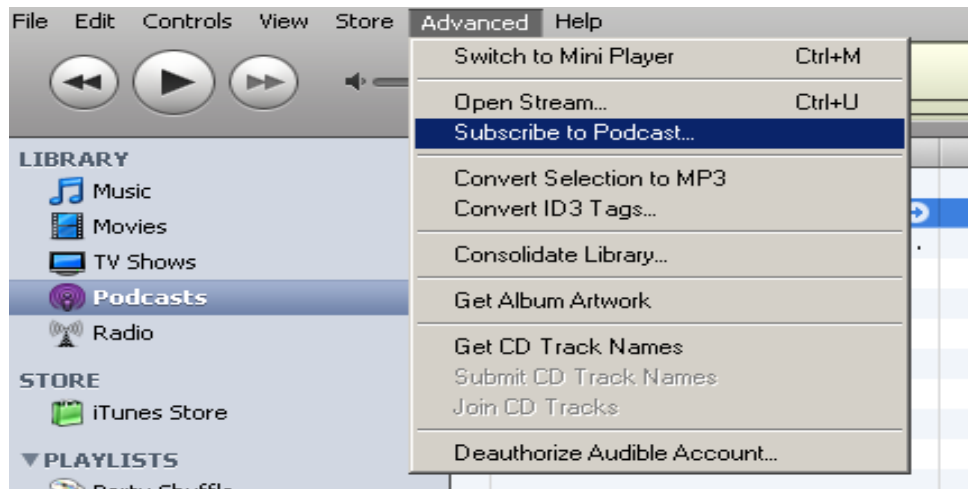 File Edit Controls View Store Advanced Help
Switch to Mini Player Ctrl+M
Open Stream... Ctrl+U
Subscribe to Podcast...
Convert Selection to MP3
Convert ID3 Tags...
Consolidate Library...
Get Album Artwork
Get CD Track Names
Submit CD Track Names
Join CD Tracks
Deauthorize Audible Account...
LIBRARY
Music
Movies
TV Shows
Podcasts
Radio
STORE
iTunes Store
PLAYLISTS
Party Shuffle